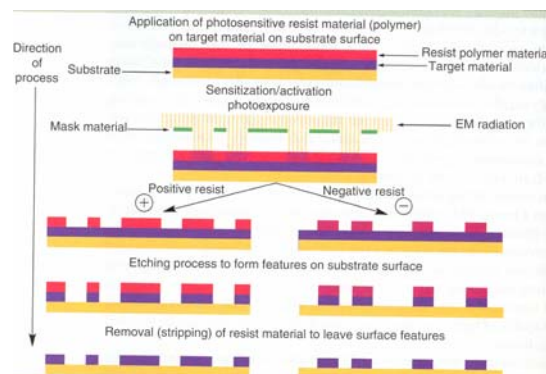 Application of photosensitive resist material (polymer)
on target material on substrate surface
Direction
of
process
Resist polymer material
Target material
Substrate
Sensitization/activation
photoexposure
Mask material
EM radiation
Positive resist
Negative resist
+
−
Etching process to form features on substrate surface
Removal (stripping) of resist material to leave surface features